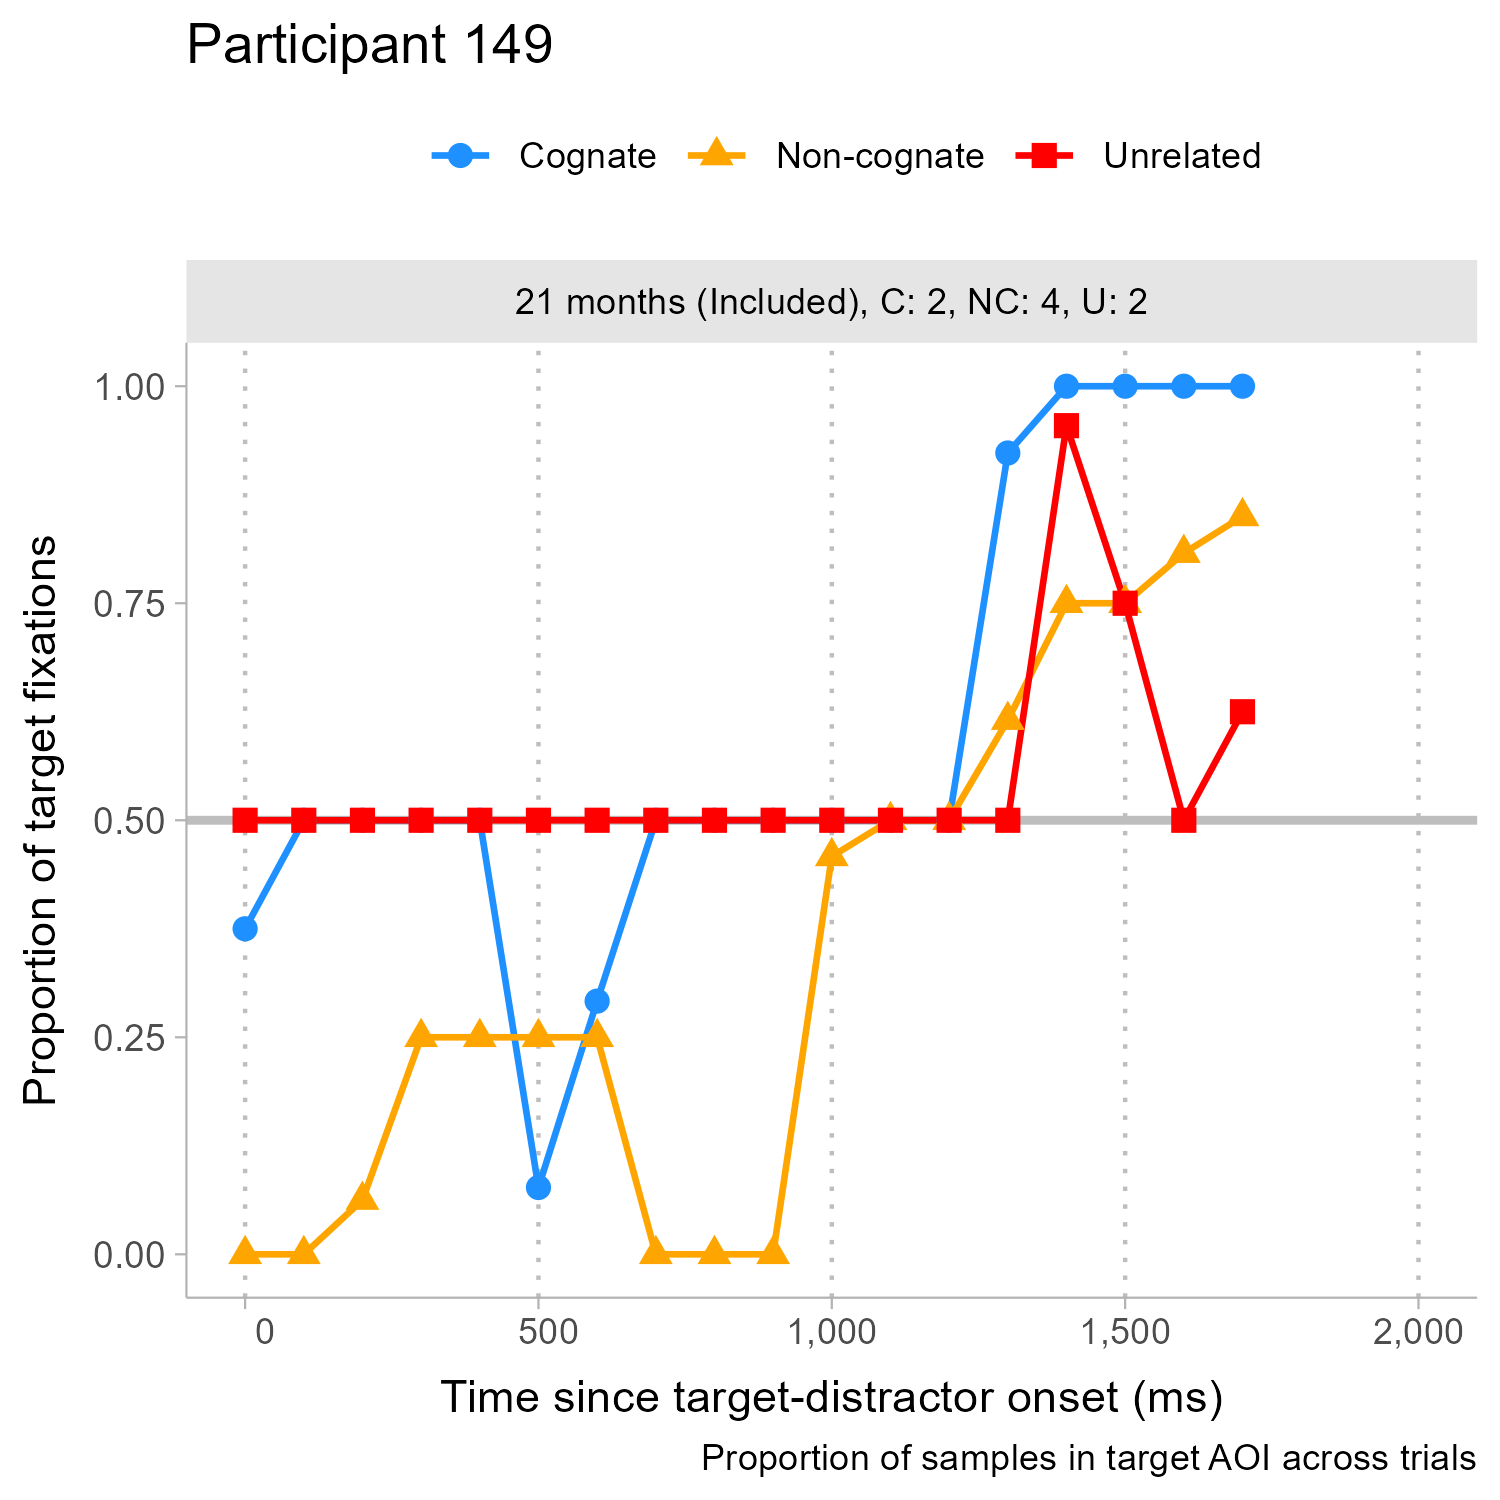 Participant 149
Cognate Non-cognate Unrelated
21 months (Included), C: 2, NC: 4, U: 2
1.00
0.75
0.50
0.25
0.00
Proportion of target fixations
0 500 1,000 1,500 2,000
Time since target-distractor onset (ms)
Proportion of samples in target AOI across trials